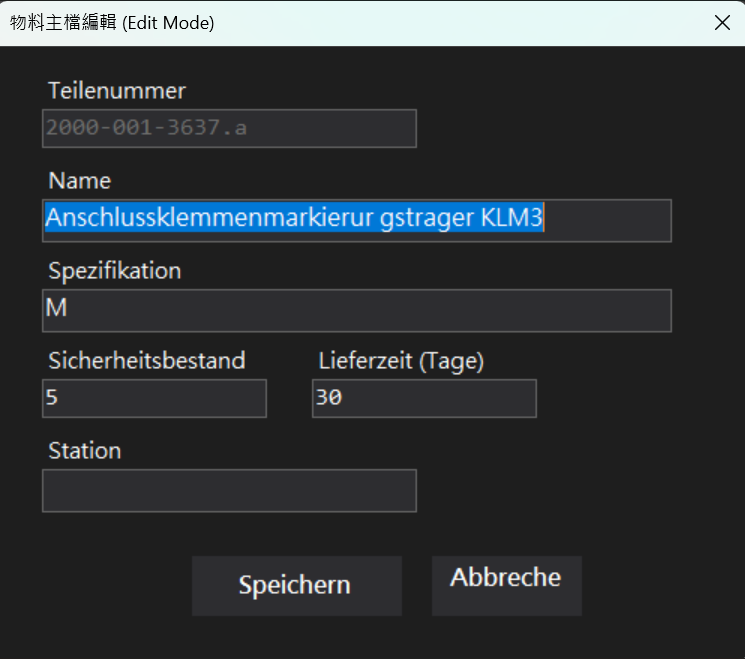 物料主檔編輯 (Edit Mode)
Teilenummer
2000-001-3637.a
Name
Anschlussklemmenmarkierur gstrager KLM3
Spezifikation
M
Sicherheitsbestand Lieferzeit (Tage)
5 30
Station
Speichern Abbreche